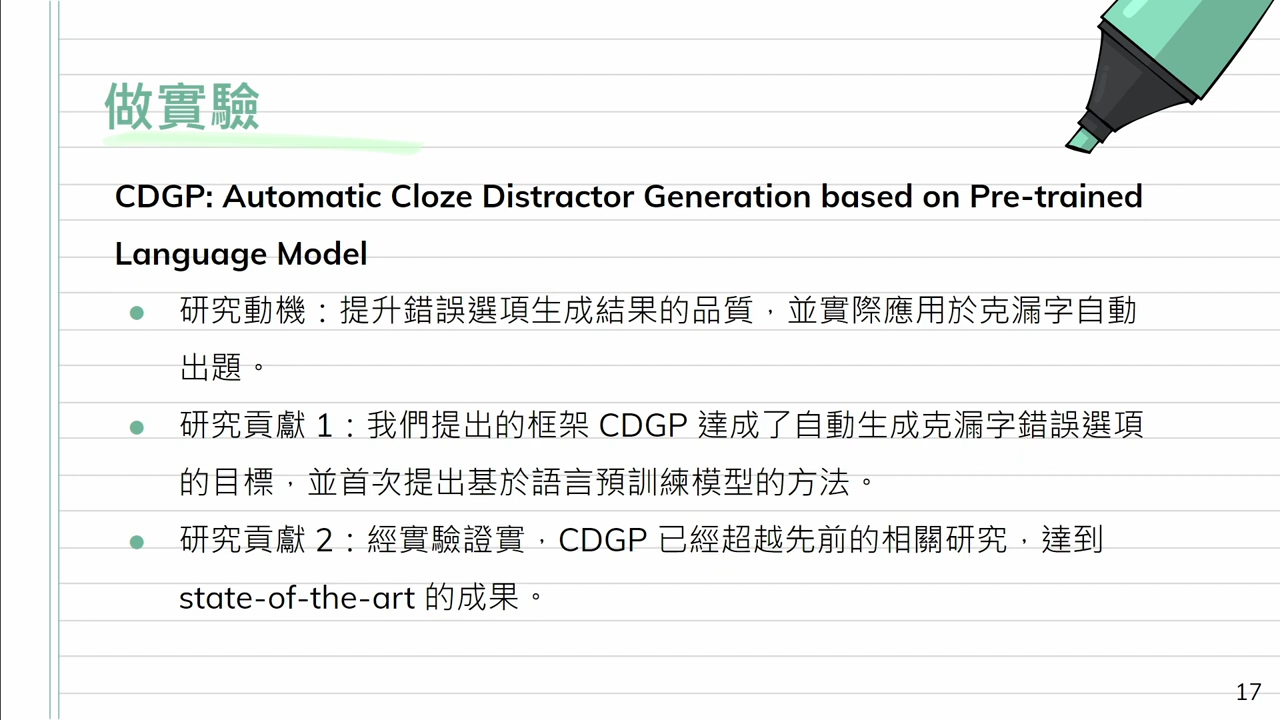 做實驗
CDGP: Automatic Cloze Distractor Generation based on Pre-trained
Language Model
● 研究動機：提升錯誤選項生成結果的品質，並實際應用於克漏字自動
出題。
● 研究貢獻 1：我們提出的框架 CDGP 達成了自動生成克漏字錯誤選項
的目標，並首次提出基於語言預訓練模型的方法。
● 研究貢獻 2：經實驗證實，CDGP 已經超越先前的相關研究，達到
state-of-the-art 的成果。
17